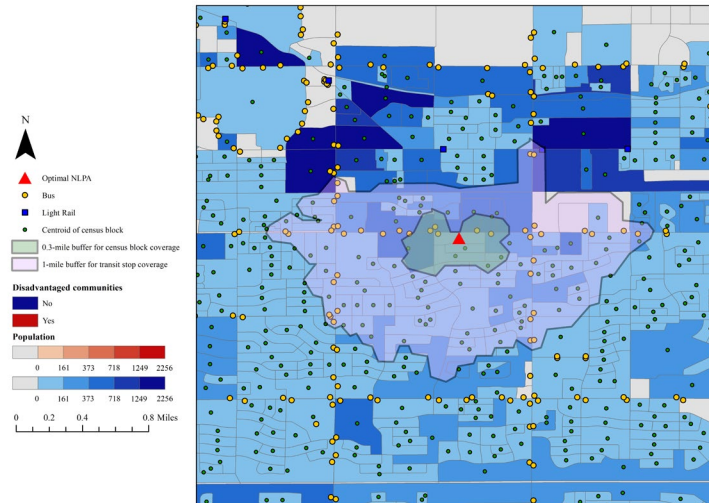 N
Optimal NLPA
Bus
Light Rail
Centroid of census block
0.3-mile buffer for census block coverage
1-mile buffer for transit stop coverage
Disadvantaged communities
No
Yes
Population
0 161 373 718 1249 2256
0 161 373 718 1249 2256
0 0.2 0.4 0.8 Miles